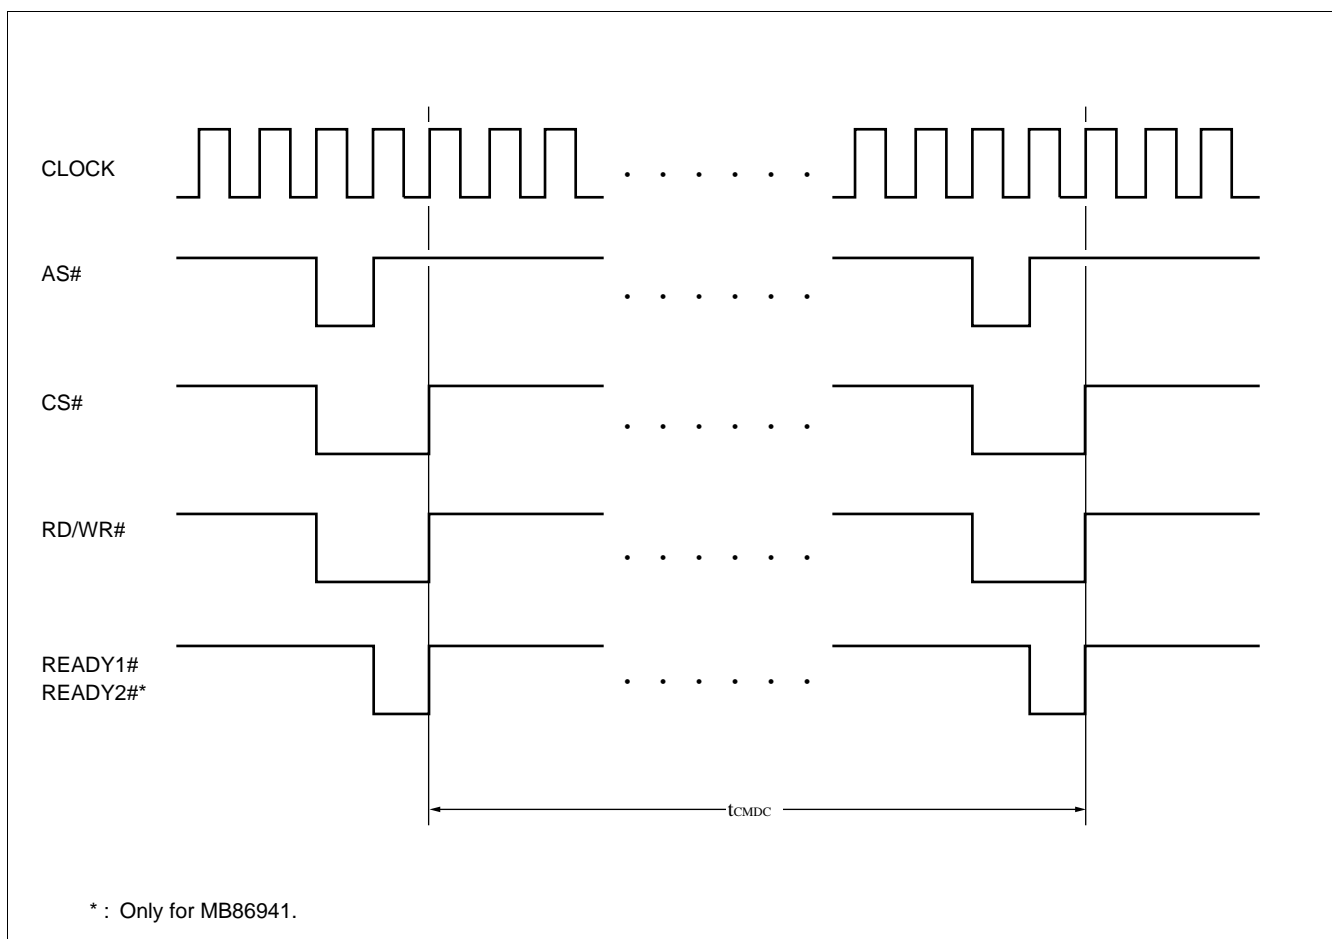 CLOCK
AS#
CS#
RD/WR#
READY1#
READY2#*
tCMDC
* : Only for MB86941.